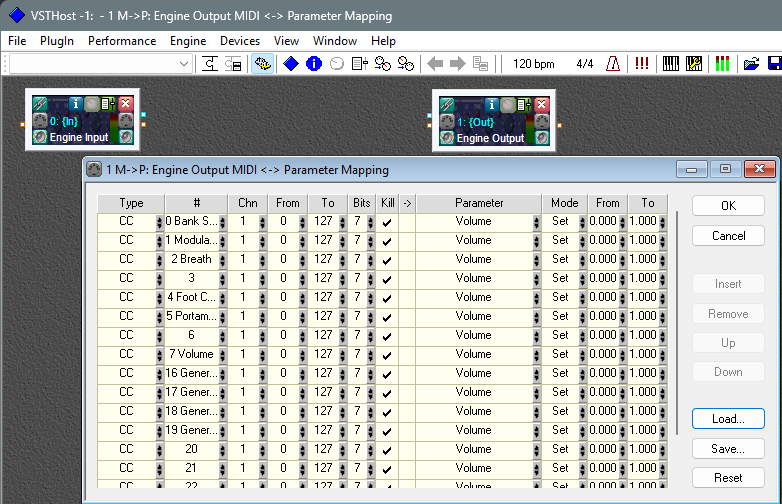 VSTHost -1: - 1 M->P: Engine Output MIDI <-> Parameter Mapping
File PlugIn Performance Engine Devices View Window Help
120 bpm 4/4
0: {In}
Engine Input
1: {Out}
Engine Output
1 M->P: Engine Output MIDI <-> Parameter Mapping
Type # Chn From To Bits Kill -> Parameter Mode From To
CC 0 Bank S... 1 0 127 7 Volume Set 0.000 1.000
CC 1 Modula... 1 0 127 7 Volume Set 0.000 1.000
CC 2 Breath 1 0 127 7 Volume Set 0.000 1.000
CC 3 1 0 127 7 Volume Set 0.000 1.000
CC 4 Foot C... 1 0 127 7 Volume Set 0.000 1.000
CC 5 Portam... 1 0 127 7 Volume Set 0.000 1.000
CC 6 1 0 127 7 Volume Set 0.000 1.000
CC 7 Volume 1 0 127 7 Volume Set 0.000 1.000
CC 16 Gener... 1 0 127 7 Volume Set 0.000 1.000
CC 17 Gener... 1 0 127 7 Volume Set 0.000 1.000
CC 18 Gener... 1 0 127 7 Volume Set 0.000 1.000
CC 19 Gener... 1 0 127 7 Volume Set 0.000 1.000
CC 20 1 0 127 7 Volume Set 0.000 1.000
CC 21 1 0 127 7 Volume Set 0.000 1.000
CC 22 1 0 127 7 Volume Set 0.000 1.000
OK
Cancel
Insert
Remove
Up
Down
Load...
Save...
Reset